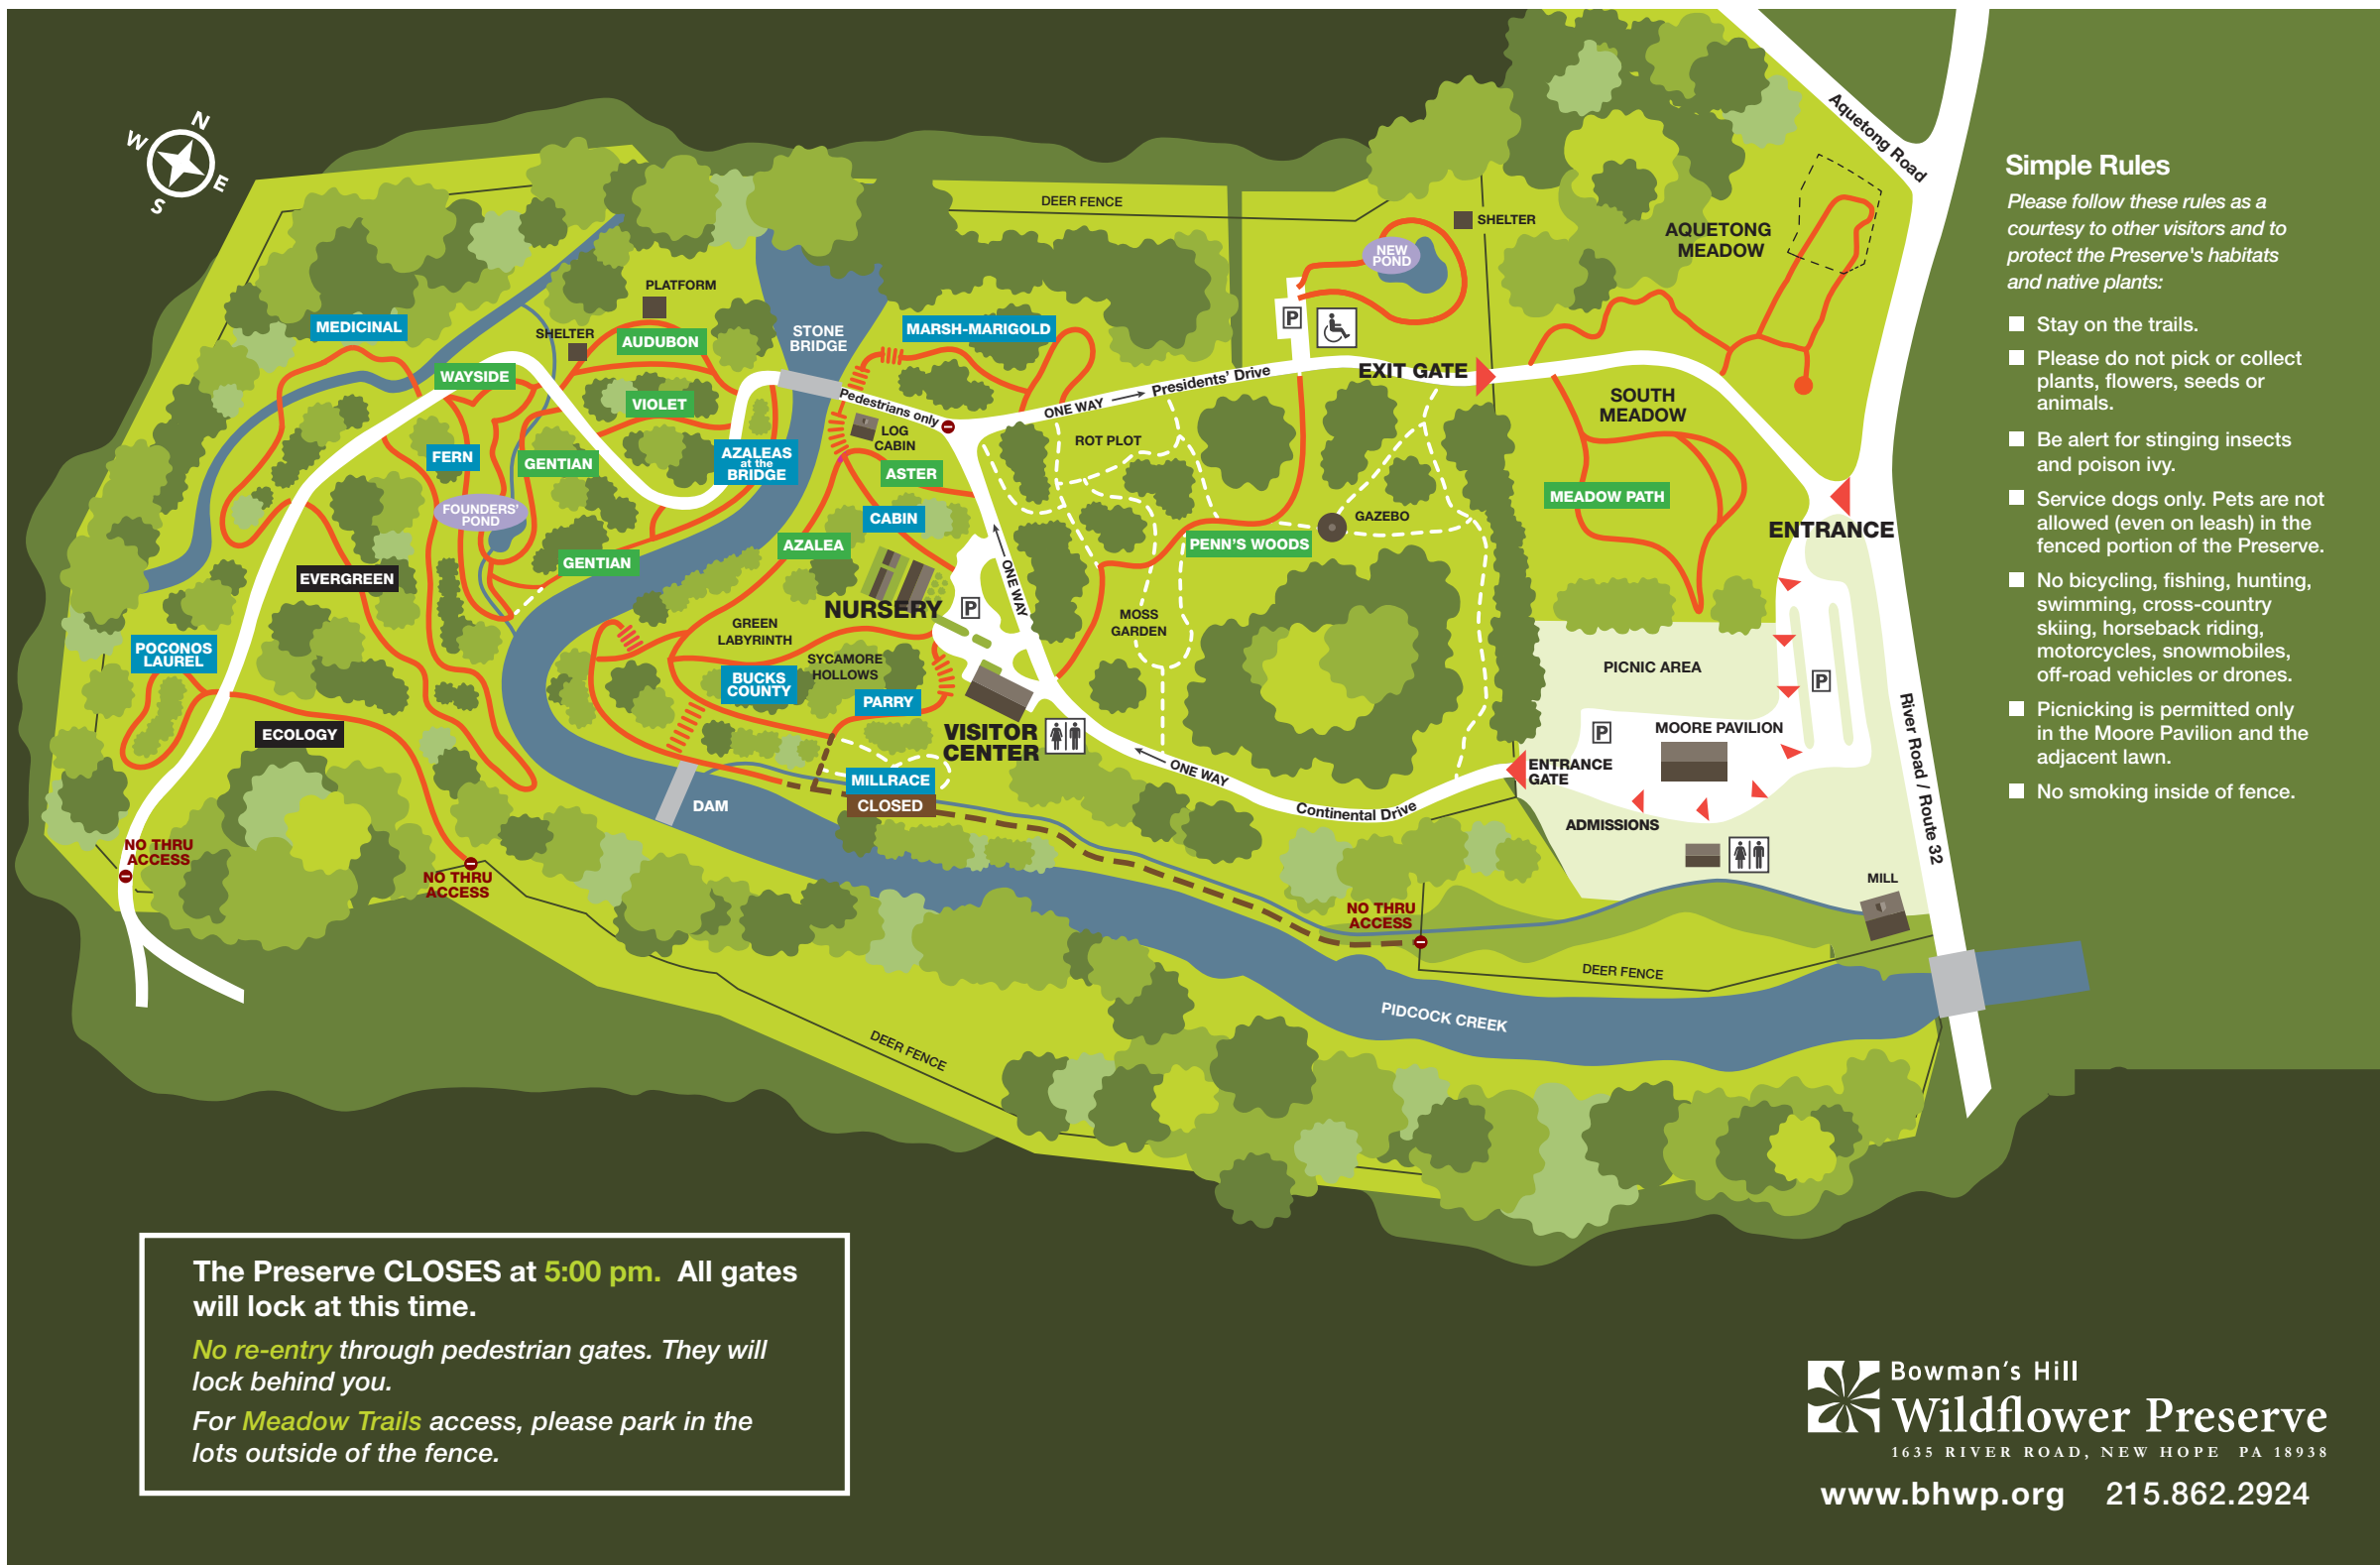 N
W
E
S
Aquetong Road
DEER FENCE
SHELTER
AQUETONG
MEADOW
NEW
POND
PLATFORM
MEDICINAL
SHELTER
AUDUBON
STONE
BRIDGE
MARSH-MARIGOLD
P
WAYSIDE
EXIT GATE
VIOLET
Pedestrians only
ONE WAY
Presidents' Drive
SOUTH
MEADOW
LOG
CABIN
ROT PLOT
FERN
GENTIAN
AZALEAS
at the
BRIDGE
ASTER
MEADOW PATH
FOUNDERS'
POND
CABIN
GAZEBO
ENTRANCE
AZALEA
PENN'S WOODS
GENTIAN
EVERGREEN
ONE WAY
NURSERY
P
MOSS
GARDEN
GREEN
LABYRINTH
POCONOS
LAUREL
SYCAMORE
HOLLOWS
PICNIC AREA
P
BUCKS
COUNTY
PARRY
ECOLOGY
VISITOR
CENTER
P
MOORE PAVILION
River Road / Route 32
ONE WAY
ENTRANCE
GATE
MILLRACE
CLOSED
DAM
Continental Drive
ADMISSIONS
NO THRU
ACCESS
NO THRU
ACCESS
MILL
NO THRU
ACCESS
DEER FENCE
PIDCOCK CREEK
DEER FENCE
Simple Rules
Please follow these rules as a
courtesy to other visitors and to
protect the Preserve's habitats
and native plants:
Stay on the trails.
Please do not pick or collect
plants, flowers, seeds or
animals.
Be alert for stinging insects
and poison ivy.
Service dogs only. Pets are not
allowed (even on leash) in the
fenced portion of the Preserve.
No bicycling, fishing, hunting,
swimming, cross-country
skiing, horseback riding,
motorcycles, snowmobiles,
off-road vehicles or drones.
Picnicking is permitted only
in the Moore Pavilion and the
adjacent lawn.
No smoking inside of fence.
The Preserve CLOSES at 5:00 pm. All gates
will lock at this time.
No re-entry through pedestrian gates. They will
lock behind you.
For Meadow Trails access, please park in the
lots outside of the fence.
Bowman's Hill
Wildflower Preserve
1635 RIVER ROAD, NEW HOPE PA 18938
www.bhwp.org 215.862.2924